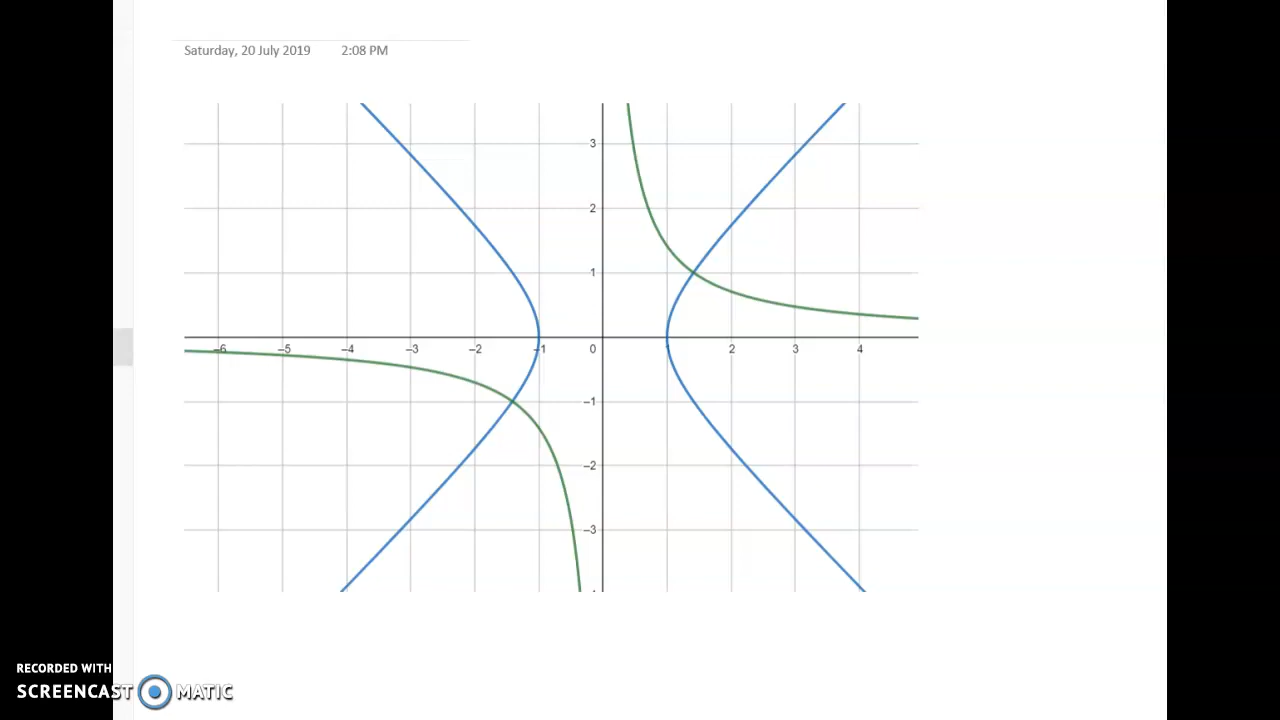 Saturday, 20 July 2019 2:08 PM
3
2
1
–6 –5 –4 –3 –2 –1 0 2 3 4
–1
–2
–3
RECORDED WITH
SCREENCAST MATIC